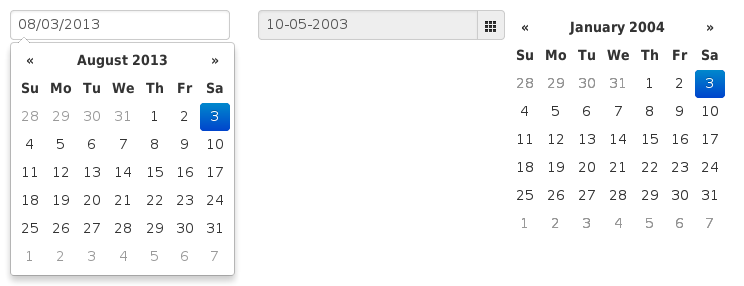 08/03/2013
« August 2013 »
Su Mo Tu We Th Fr Sa
28 29 30 31 1 2 3
4 5 6 7 8 9 10
11 12 13 14 15 16 17
18 19 20 21 22 23 24
25 26 27 28 29 30 31
1 2 3 4 5 6 7
10-05-2003
« January 2004 »
Su Mo Tu We Th Fr Sa
28 29 30 31 1 2 3
4 5 6 7 8 9 10
11 12 13 14 15 16 17
18 19 20 21 22 23 24
25 26 27 28 29 30 31
1 2 3 4 5 6 7